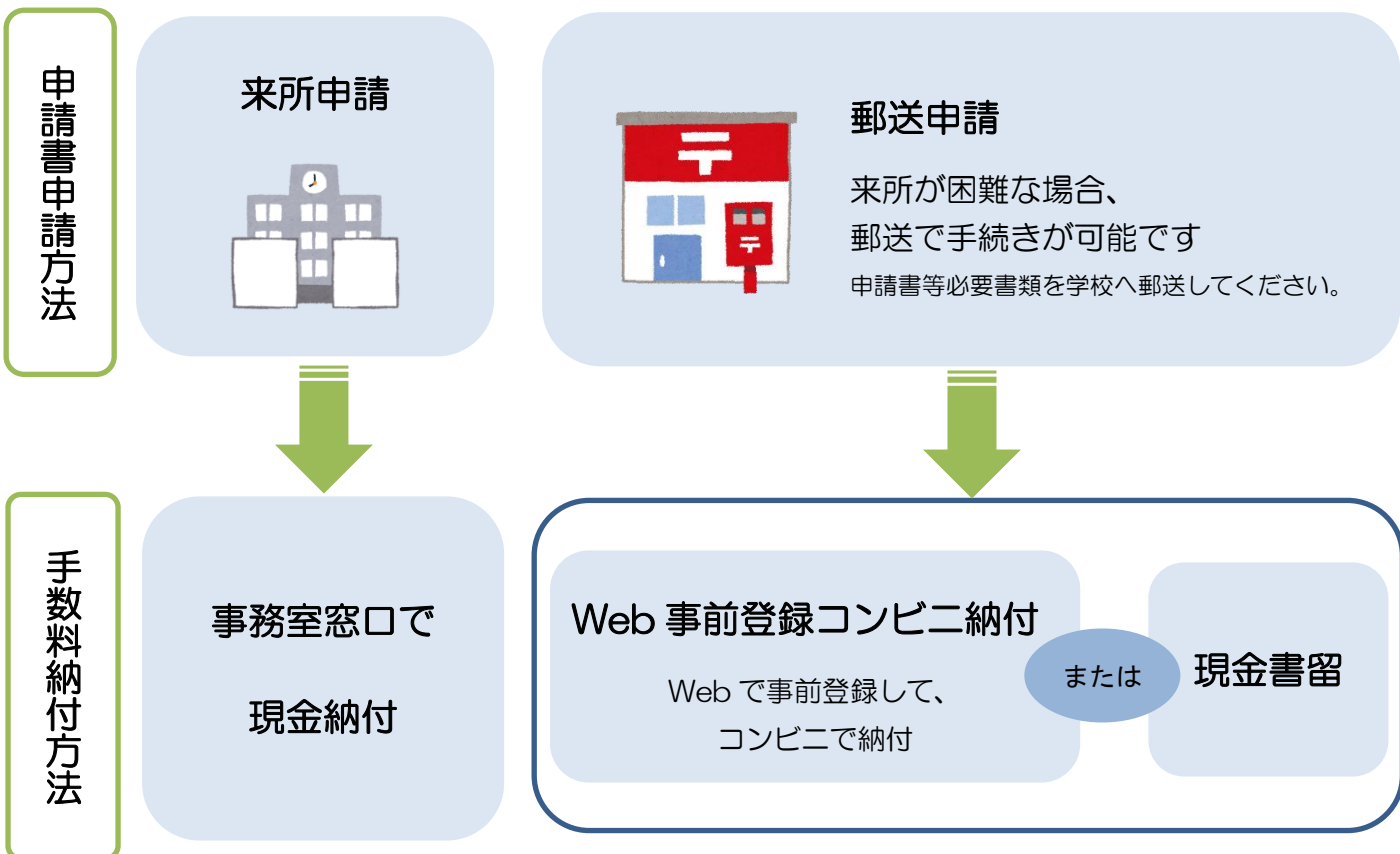 申請書申請方法
来所申請
郵送申請
来所が困難な場合、
郵送で手続きが可能です
申請書等必要書類を学校へ郵送してください。
手数料納付方法
事務室窓口で
現金納付
Web 事前登録コンビニ納付
Web で事前登録して、
コンビニで納付
または
現金書留